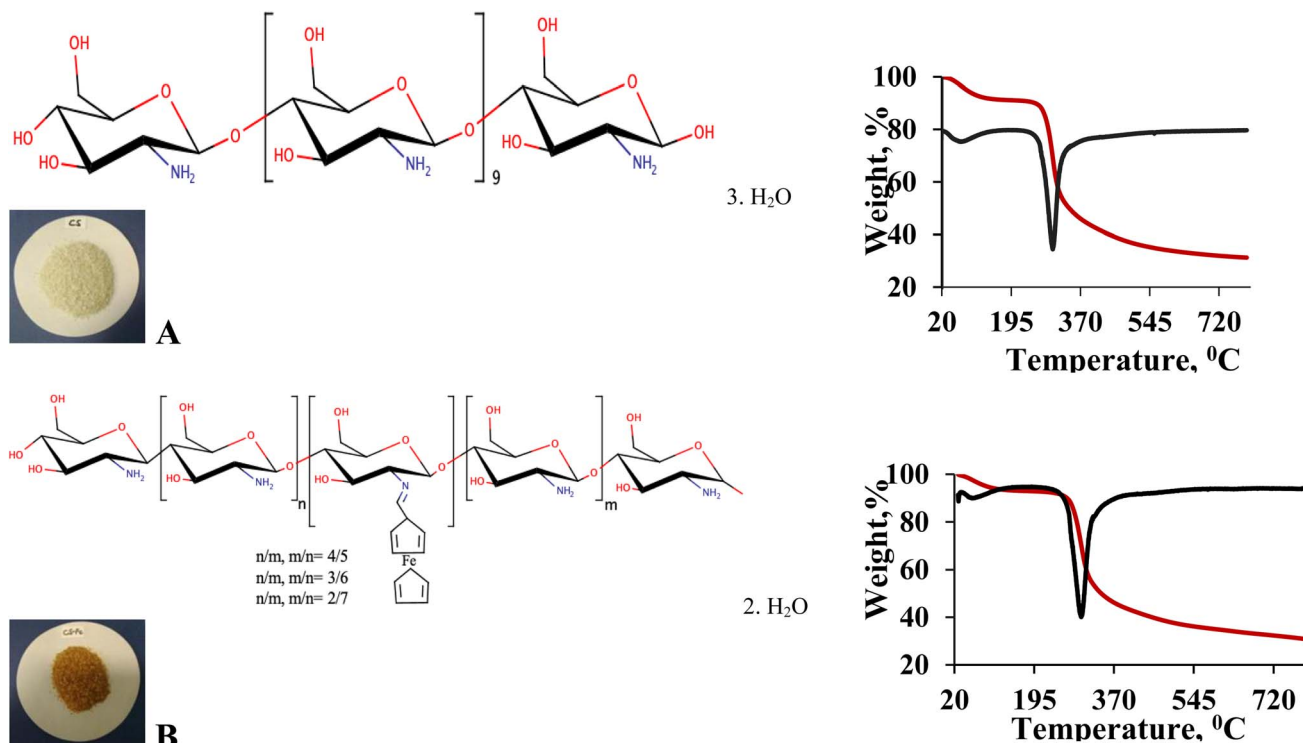 OH
OH
OH
O
O
O
HO
O
O
OH
HO
NH2
HO
NH2
HO
NH2
9
3. H2O
CS
A
100
80
60
40
20
Weight, %
20 195 370 545 720
Temperature, 0C
OH
OH
OH
OH
OH
O
O
O
O
O
HO
O
O
O
HO
NH2
HO
NH2
HO
N
HO
NH2
HO
NH2
n
m
Fe
n/m, m/n= 4/5
n/m, m/n= 3/6
n/m, m/n= 2/7
2. H2O
CS-Fc
B
100
80
60
40
20
Weight,%
20 195 370 545 720
Temperature, 0C